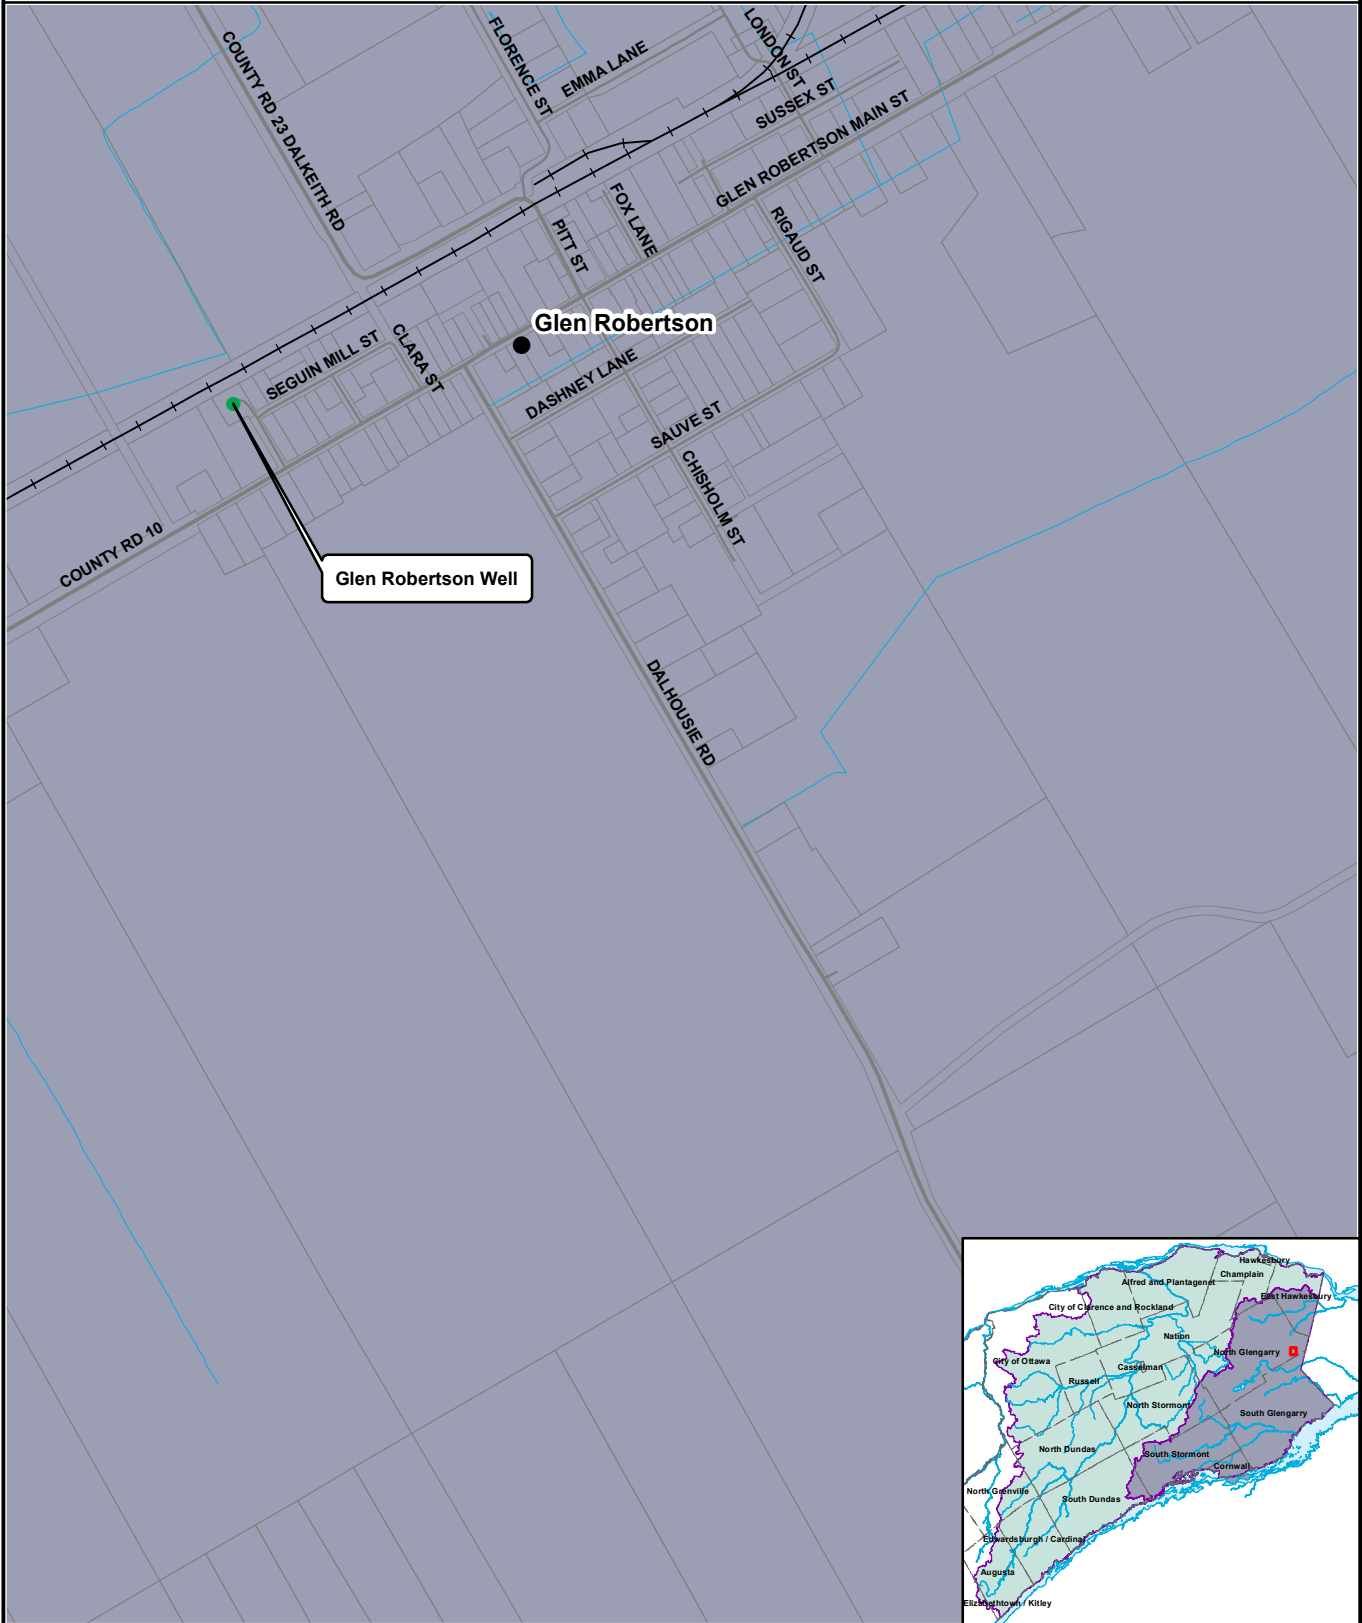 COUNTY RD 23 DALKEITH RD
FLORENCE ST
EMMA LANE
LONDON ST
SUSSEX ST
GLEN ROBERTSON MAIN ST
FOX LANE
PITT ST
RIGAUD ST
Glen Robertson
SEGUIN MILL ST
CLARA ST
DASHNEY LANE
SAUVE ST
CHISHOLM ST
COUNTY RD 10
Glen Robertson Well
DALHOUSIE RD
Hawkesbury
Champlain
Alfred and Plantagenet
East Hawkesbury
City of Clarence and Rockland
Nation
North Glengarry
City of Ottawa
Casselman
Russell
North Stormont
South Glengarry
North Dundas
South Stormont
Cornwall
North Grenville
South Dundas
Edwardsburgh / Cardinal
Augusta
Elizabethtown / Kitley